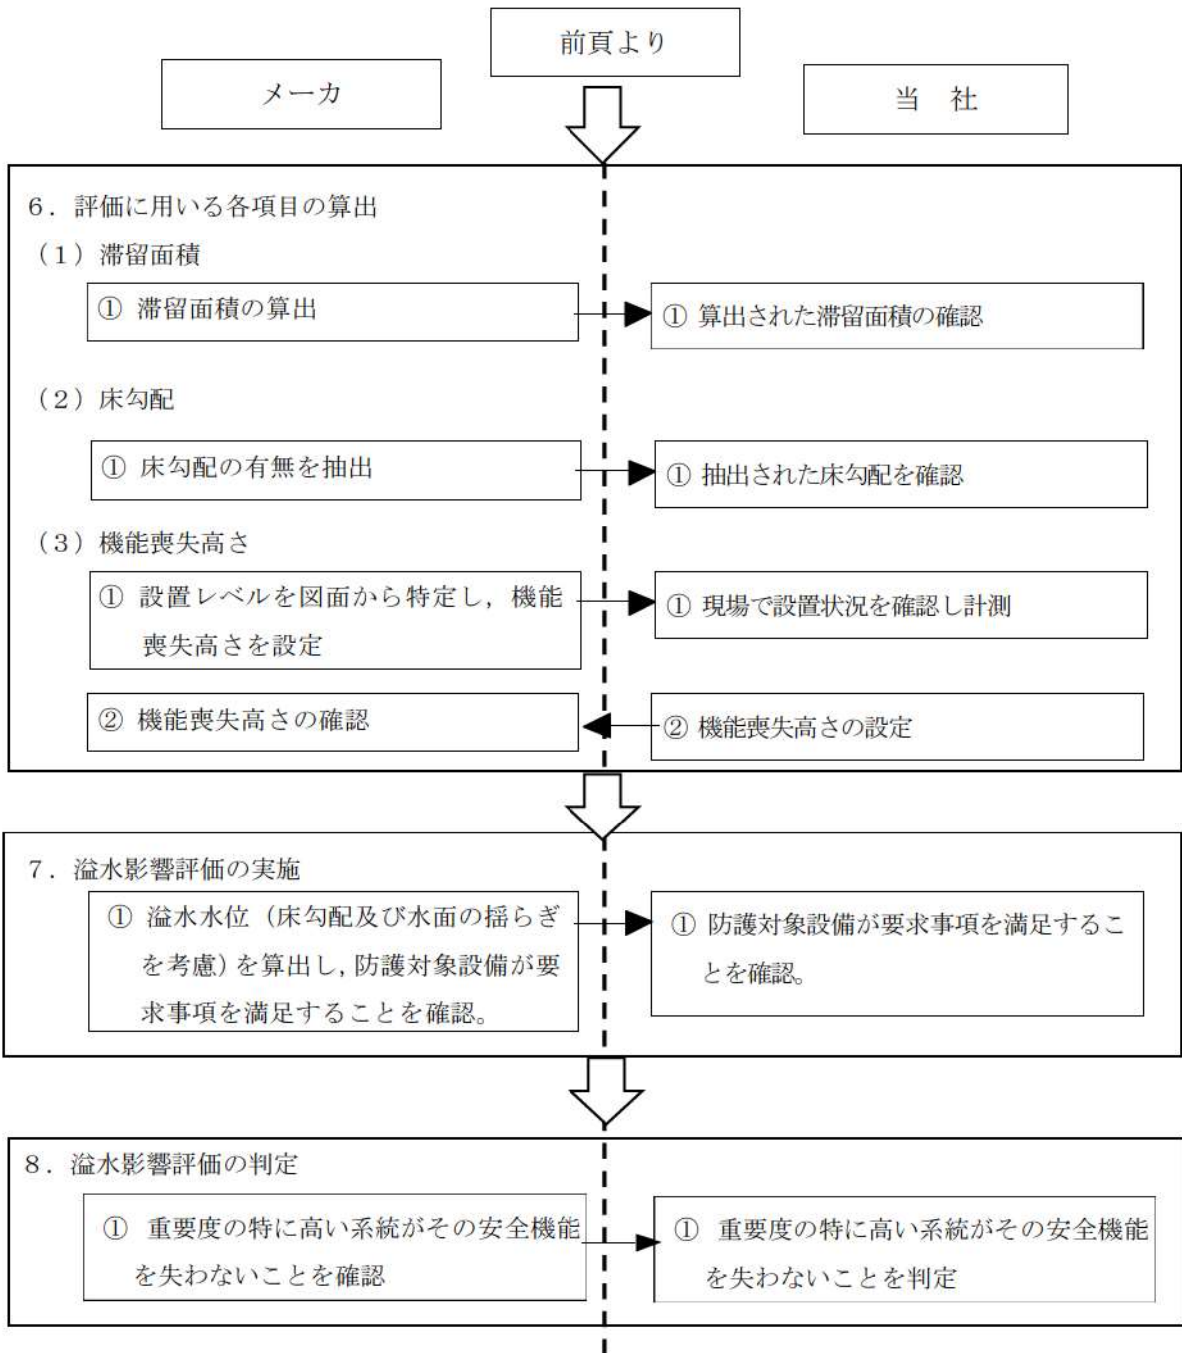 前頁より
メーカ
当 社
6．評価に用いる各項目の算出
（1）滞留面積
① 滞留面積の算出
① 算出された滞留面積の確認
（2）床勾配
① 床勾配の有無を抽出
① 抽出された床勾配を確認
（3）機能喪失高さ
① 設置レベルを図面から特定し，機能
喪失高さを設定
① 現場で設置状況を確認し計測
② 機能喪失高さの確認
② 機能喪失高さの設定
7．溢水影響評価の実施
① 溢水水位（床勾配及び水面の揺らぎ
を考慮）を算出し，防護対象設備が要
求事項を満足することを確認。
① 防護対象設備が要求事項を満足するこ
とを確認。
8．溢水影響評価の判定
① 重要度の特に高い系統がその安全機能
を失わないことを確認
① 重要度の特に高い系統がその安全機能
を失わないことを判定